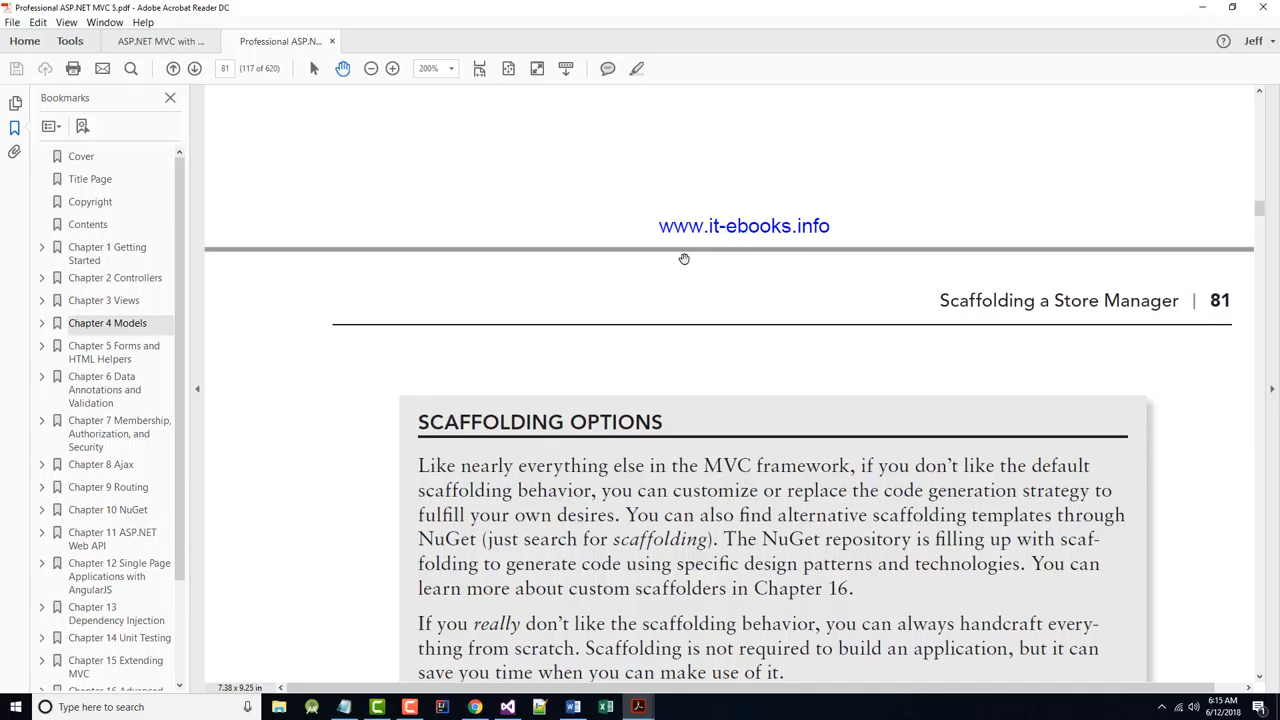 Professional ASP.NET MVC 5.pdf - Adobe Acrobat Reader DC
File Edit View Window Help
Home Tools ASP.NET MVC with ... Professional ASP.N... × Jeff
81 (117 of 620) 200%
Bookmarks
Cover
Title Page
Copyright
Contents
Chapter 1 Getting
Started
Chapter 2 Controllers
Chapter 3 Views
Chapter 4 Models
Chapter 5 Forms and
HTML Helpers
Chapter 6 Data
Annotations and
Validation
Chapter 7 Membership,
Authorization, and
Security
Chapter 8 Ajax
Chapter 9 Routing
Chapter 10 NuGet
Chapter 11 ASP.NET
Web API
Chapter 12 Single Page
Applications with
AngularJS
Chapter 13
Dependency Injection
Chapter 14 Unit Testing
Chapter 15 Extending
MVC
Chapter 16 Advanced
www.it-ebooks.info
Scaffolding a Store Manager | 81
SCAFFOLDING OPTIONS
Like nearly everything else in the MVC framework, if you don't like the default
scaffolding behavior, you can customize or replace the code generation strategy to
fulfill your own desires. You can also find alternative scaffolding templates through
NuGet (just search for scaffolding). The NuGet repository is filling up with scaf-
folding to generate code using specific design patterns and technologies. You can
learn more about custom scaffolders in Chapter 16.
If you really don't like the scaffolding behavior, you can always handcraft every-
thing from scratch. Scaffolding is not required to build an application, but it can
save you time when you can make use of it.
7.38 x 9.25 in
Type here to search
6:15 AM
6/12/2018